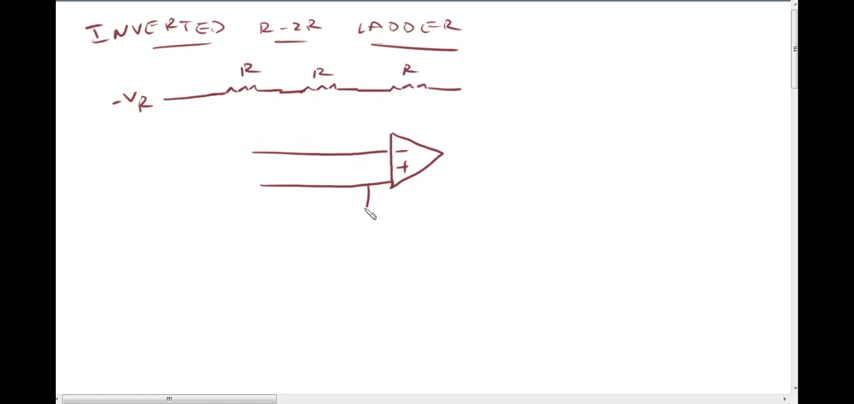 INVERTED R-2R LADDER
R R R
-VR
-
+